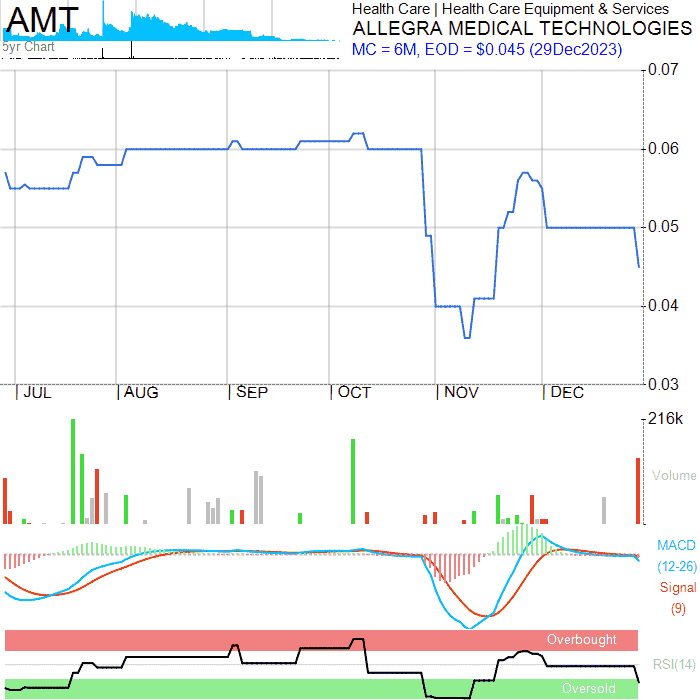 AMT
5yr Chart
Health Care | Health Care Equipment & Services
ALLEGRA MEDICAL TECHNOLOGIES
MC = 6M, EOD = $0.045 (29Dec2023)
0.07
0.06
0.05
0.04
0.03
JUL AUG SEP OCT NOV DEC
216k
Volume
MACD
(12-26)
Signal
(9)
Overbought
RSI(14)
Oversold